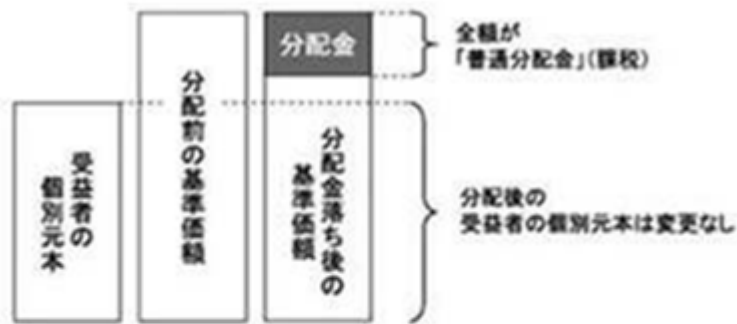 受益者の
個別元本
分配前の基準価額
分配金
分配金落ち後の
基準価額
全額が
「普通分配金」(課税)
分配後の
受益者の個別元本は変更なし